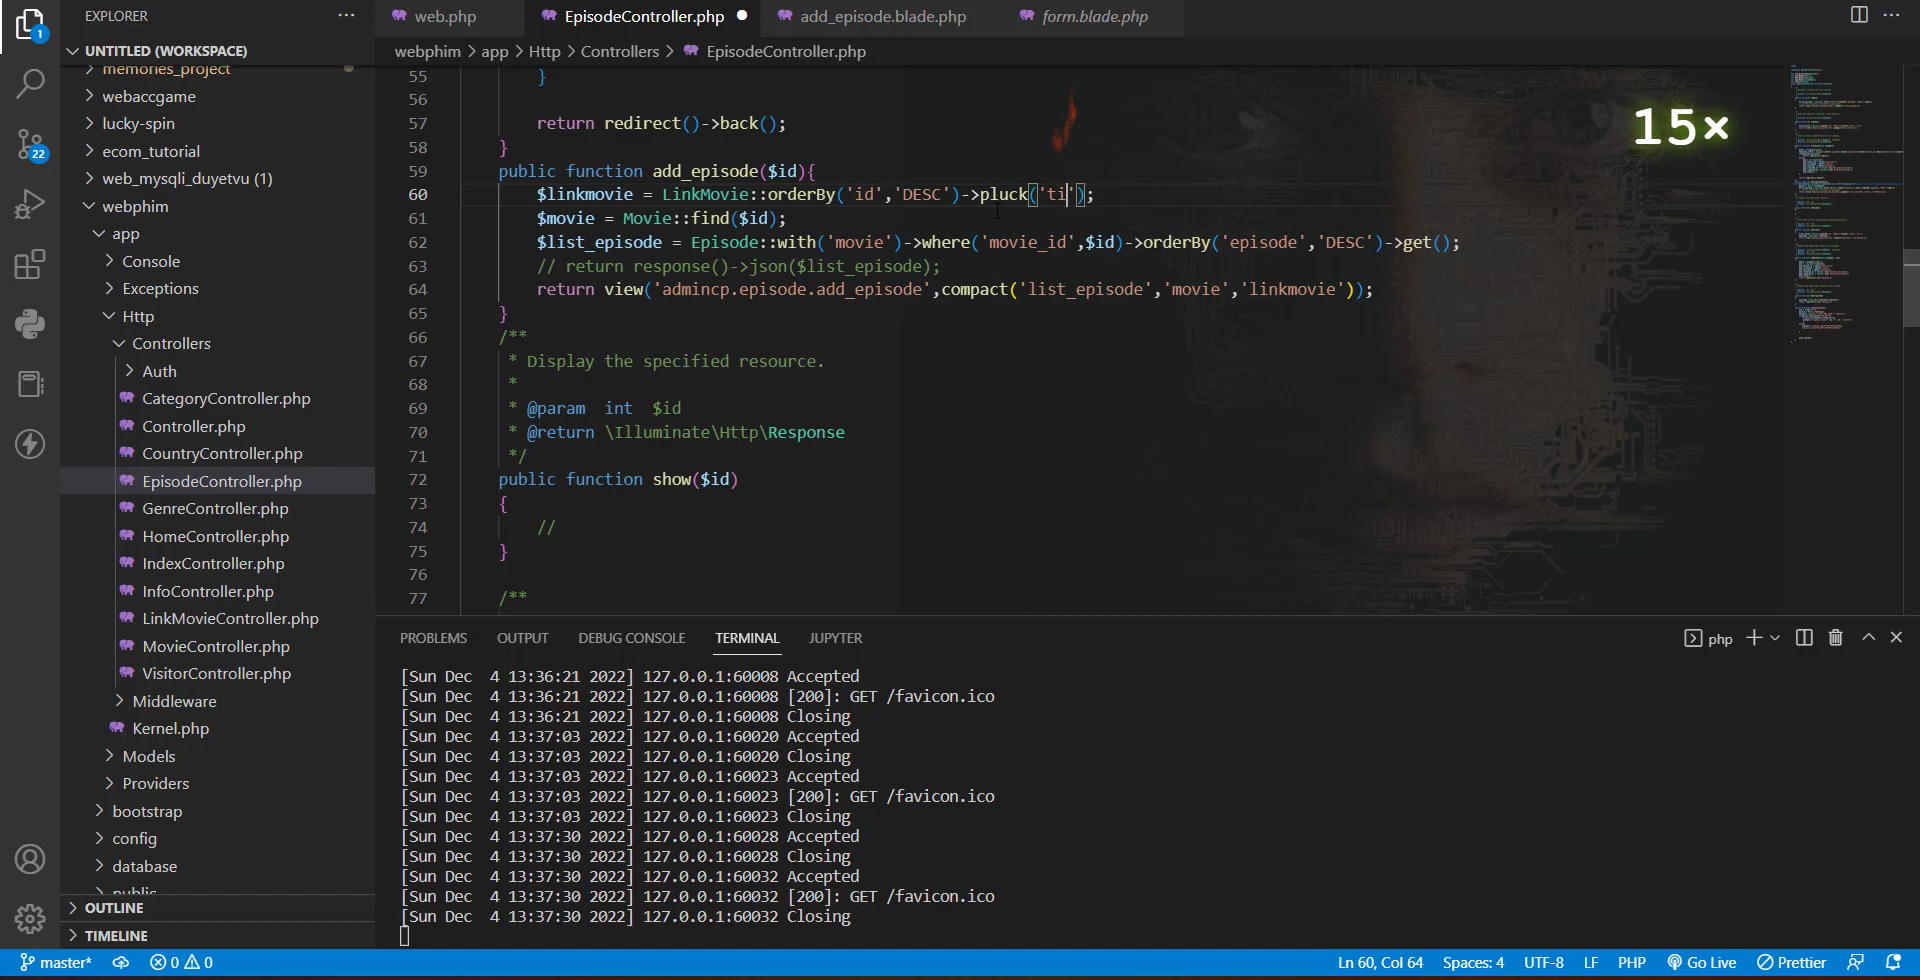 EXPLORER
web.php
EpisodeController.php
add_episode.blade.php
form.blade.php
UNTITLED (WORKSPACE)
webphim > app > Http > Controllers > EpisodeController.php
memories_project
webaccgame
lucky-spin
ecom_tutorial
web_mysqli_duyetvu (1)
webphim
app
Console
Exceptions
Http
Controllers
Auth
CategoryController.php
Controller.php
CountryController.php
EpisodeController.php
GenreController.php
HomeController.php
IndexController.php
InfoController.php
LinkMovieController.php
MovieController.php
VisitorController.php
Middleware
Kernel.php
Models
Providers
bootstrap
config
database
public
OUTLINE
TIMELINE
1
22
15×
55 }
56
57 return redirect()->back();
58 }
59 public function add_episode($id){
60 $linkmovie = LinkMovie::orderBy('id','DESC')->pluck('ti');
61 $movie = Movie::find($id);
62 $list_episode = Episode::with('movie')->where('movie_id',$id)->orderBy('episode','DESC')->get();
63 // return response()->json($list_episode);
64 return view('admincp.episode.add_episode',compact('list_episode','movie','linkmovie'));
65 }
66 /**
67 * Display the specified resource.
68 *
69 * @param  int  $id
70 * @return \Illuminate\Http\Response
71 */
72 public function show($id)
73 {
74 //
75 }
76
77 /**
PROBLEMS OUTPUT DEBUG CONSOLE TERMINAL JUPYTER
php
[Sun Dec  4 13:36:21 2022] 127.0.0.1:60008 Accepted
[Sun Dec  4 13:36:21 2022] 127.0.0.1:60008 [200]: GET /favicon.ico
[Sun Dec  4 13:36:21 2022] 127.0.0.1:60008 Closing
[Sun Dec  4 13:37:03 2022] 127.0.0.1:60020 Accepted
[Sun Dec  4 13:37:03 2022] 127.0.0.1:60020 Closing
[Sun Dec  4 13:37:03 2022] 127.0.0.1:60023 Accepted
[Sun Dec  4 13:37:03 2022] 127.0.0.1:60023 [200]: GET /favicon.ico
[Sun Dec  4 13:37:03 2022] 127.0.0.1:60023 Closing
[Sun Dec  4 13:37:30 2022] 127.0.0.1:60028 Accepted
[Sun Dec  4 13:37:30 2022] 127.0.0.1:60028 Closing
[Sun Dec  4 13:37:30 2022] 127.0.0.1:60032 Accepted
[Sun Dec  4 13:37:30 2022] 127.0.0.1:60032 [200]: GET /favicon.ico
[Sun Dec  4 13:37:30 2022] 127.0.0.1:60032 Closing
master* 0 0 Ln 60, Col 64 Spaces: 4 UTF-8 LF PHP Go Live Prettier